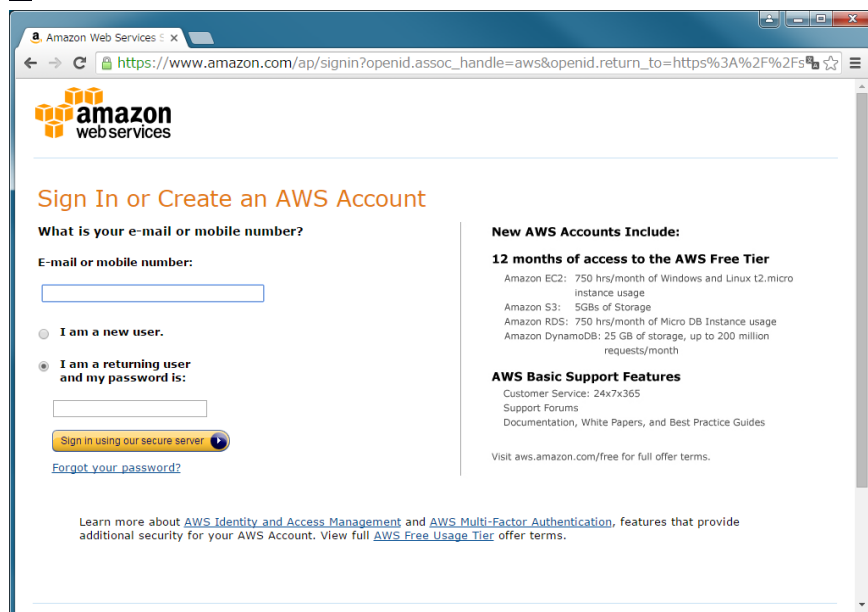 Amazon Web Services S
https://www.amazon.com/ap/signin?openid.assoc_handle=aws&openid.return_to=https%3A%2F%2Fs
amazon
webservices
Sign In or Create an AWS Account
What is your e-mail or mobile number?
E-mail or mobile number:
I am a new user.
I am a returning user
and my password is:
Sign in using our secure server
Forgot your password?
New AWS Accounts Include:
12 months of access to the AWS Free Tier
Amazon EC2: 750 hrs/month of Windows and Linux t2.micro
instance usage
Amazon S3: 5GBs of Storage
Amazon RDS: 750 hrs/month of Micro DB Instance usage
Amazon DynamoDB: 25 GB of storage, up to 200 million
requests/month
AWS Basic Support Features
Customer Service: 24x7x365
Support Forums
Documentation, White Papers, and Best Practice Guides
Visit aws.amazon.com/free for full offer terms.
Learn more about AWS Identity and Access Management and AWS Multi-Factor Authentication, features that provide
additional security for your AWS Account. View full AWS Free Usage Tier offer terms.